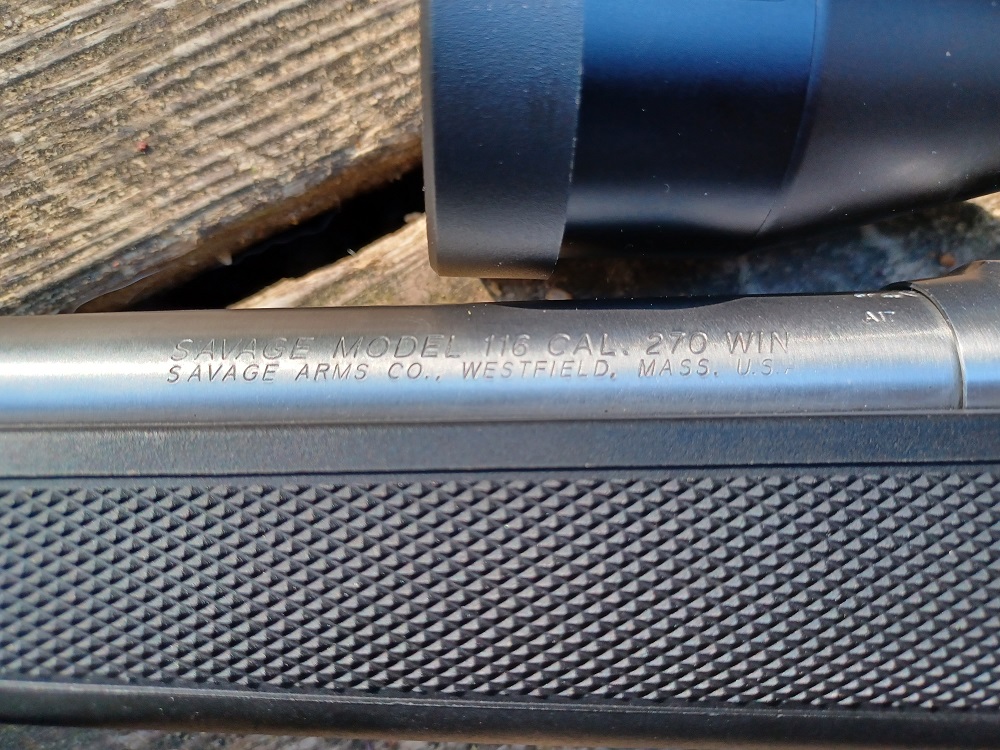 SAVAGE MODEL 116 CAL. 270 WIN
SAVAGE ARMS CO., WESTFIELD, MASS. U.S.